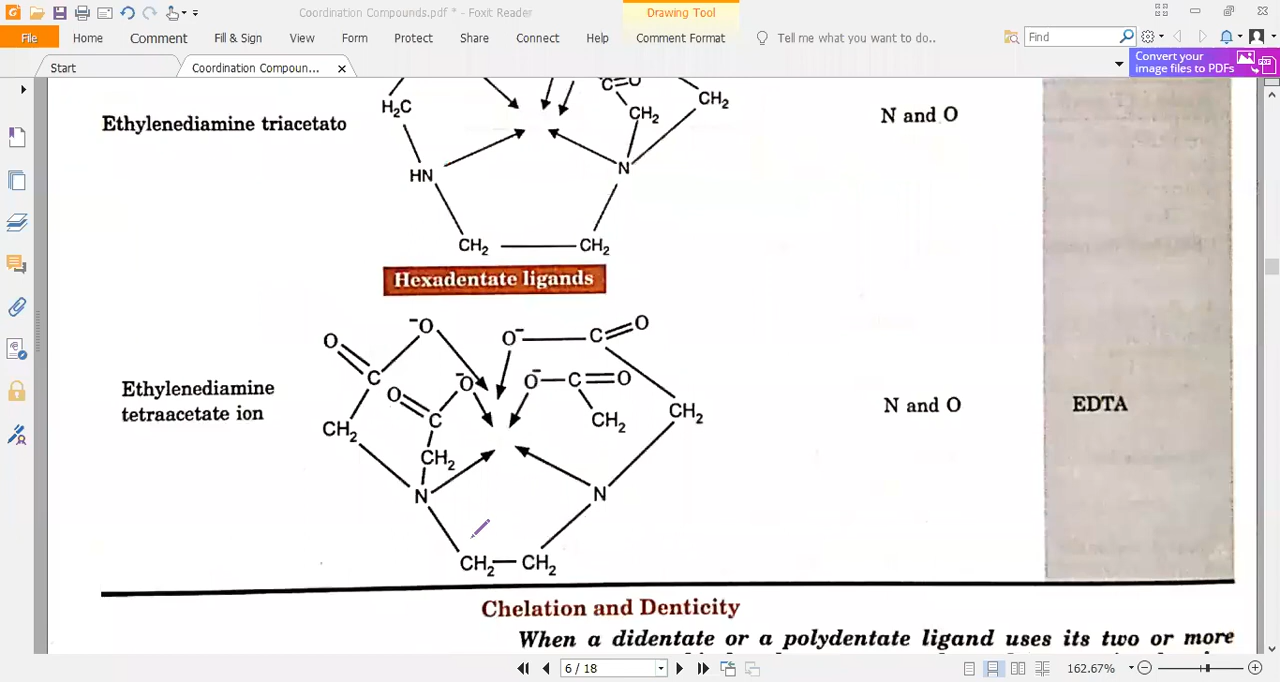 Coordination Compounds.pdf * - Foxit Reader
Drawing Tool
File Home Comment Fill & Sign View Form Protect Share Connect Help Comment Format Tell me what you want to do.. Find
Start Coordination Compoun... Convert your
image files to PDFs
H₂C CH₂ CH₂
Ethylenediamine triacetato N and O
HN N
CH₂ CH₂
Hexadentate ligands
⁻O O⁻ C O
O C O ⁻O O⁻ C O
Ethylenediamine
tetraacetate ion
C CH₂ CH₂ N and O EDTA
CH₂ CH₂
N N
CH₂ CH₂
Chelation and Denticity
When a didentate or a polydentate ligand uses its two or more
6 / 18 162.67%